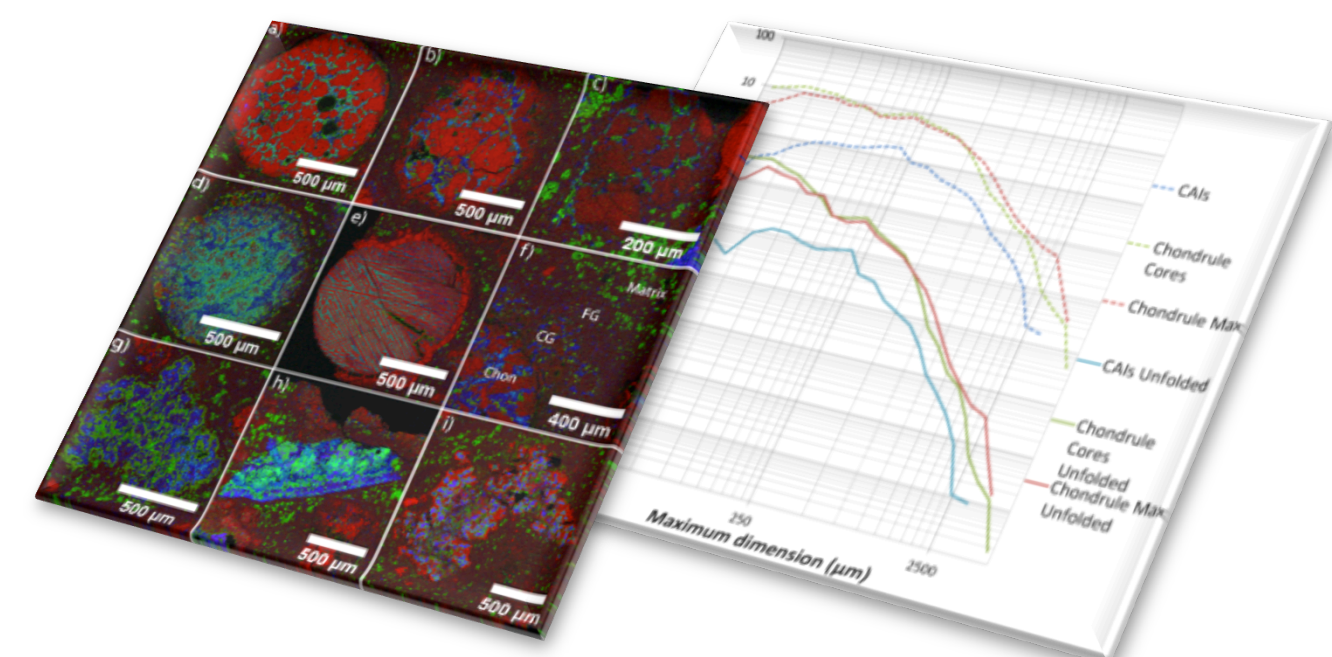 a)
b)
c)
500 μm
500 μm
200 μm
d)
e)
f)
Matrix
FG
CG
Chon
500 μm
500 μm
400 μm
g)
h)
i)
500 μm
500 μm
500 μm
100
10
250
2500
Maximum dimension (μm)
CAIs
Chondrule
Cores
Chondrule Max
CAIs Unfolded
Chondrule
Cores
Unfolded
Chondrule Max
Unfolded